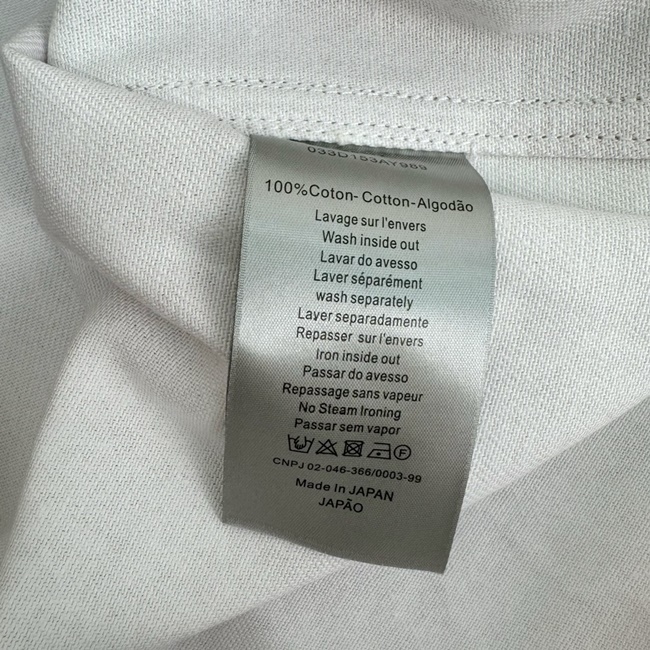 033D153AY989
100%Coton- Cotton-Algodão
Lavage sur l'envers
Wash inside out
Lavar do avesso
Laver séparément
wash separately
Layer separadamente
Repasser sur l'envers
Iron inside out
Passar do avesso
Repassage sans vapeur
No Steam Ironing
Passar sem vapor
CNPJ 02-046-366/0003-99
Made In JAPAN
JAPÃO